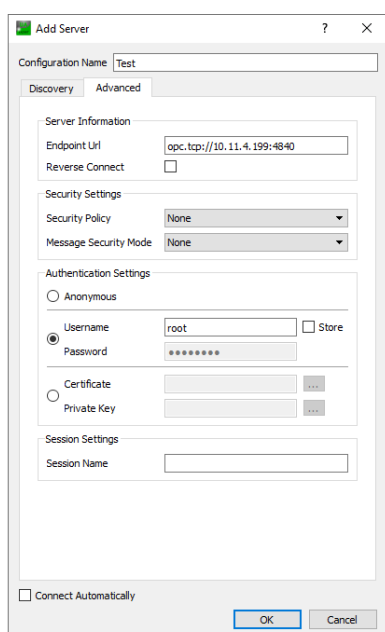 Add Server
Configuration Name Test
Discovery Advanced
Server Information
Endpoint Url opc.tcp://10.11.4.199:4840
Reverse Connect
Security Settings
Security Policy None
Message Security Mode None
Authentication Settings
Anonymous
Username root Store
Password ●●●●●●●●
Certificate ...
Private Key ...
Session Settings
Session Name
Connect Automatically
OK Cancel